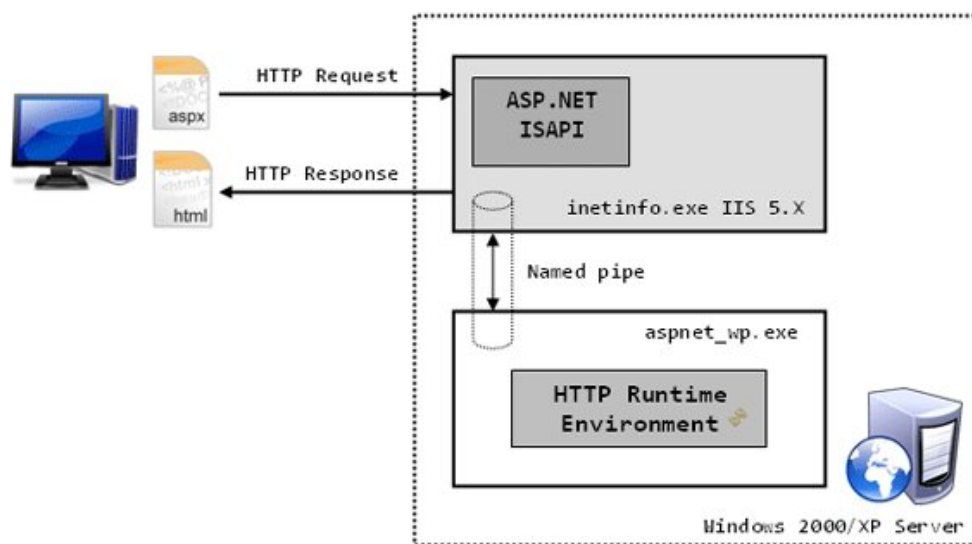 HTTP Request
aspx
HTTP Response
html
ASP.NET
ISAPI
inetinfo.exe IIS 5.X
Named pipe
aspnet_wp.exe
HTTP Runtime
Environment
Windows 2000/XP Server